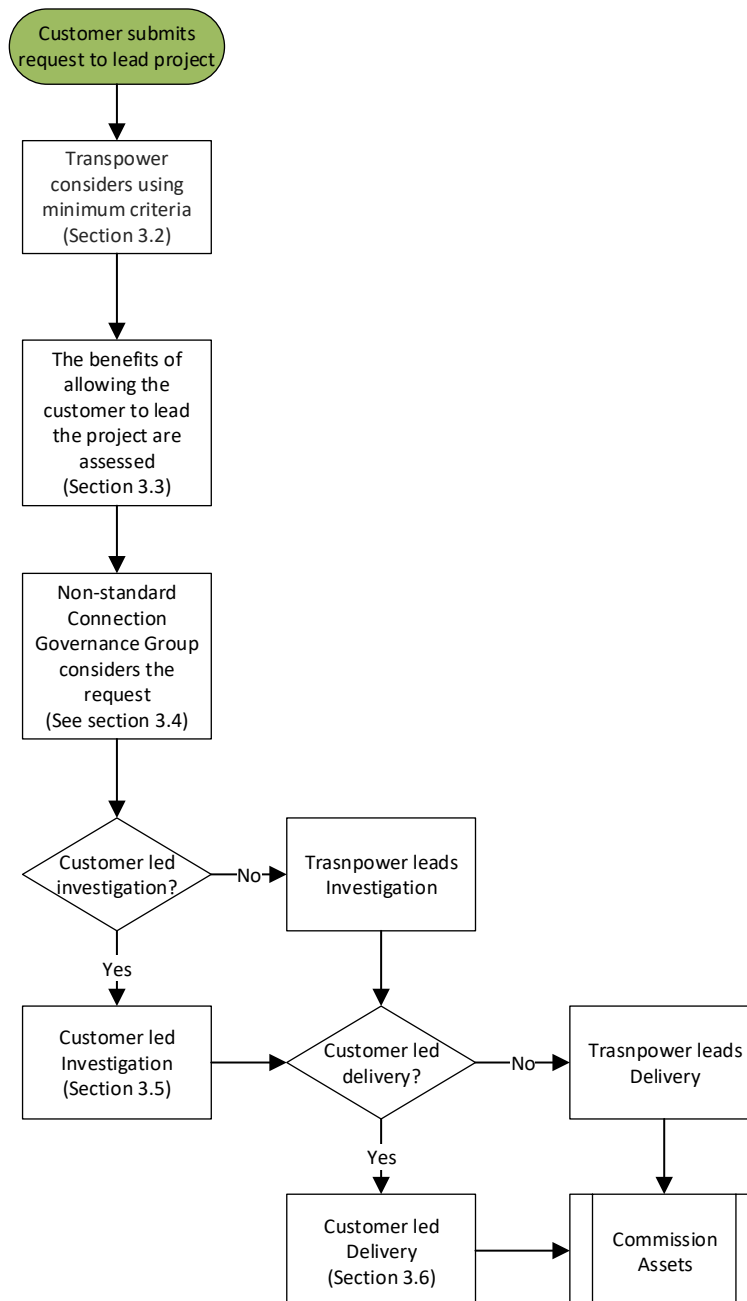 Customer submits
request to lead project
Transpower
considers using
minimum criteria
(Section 3.2)
The benefits of
allowing the
customer to lead
the project are
assessed
(Section 3.3)
Non-standard
Connection
Governance Group
considers the
request
(See section 3.4)
Customer led
investigation?
No
Trasnpower leads
Investigation
Yes
Customer led
Investigation
(Section 3.5)
Customer led
delivery?
No
Trasnpower leads
Delivery
Yes
Customer led
Delivery
(Section 3.6)
Commission
Assets